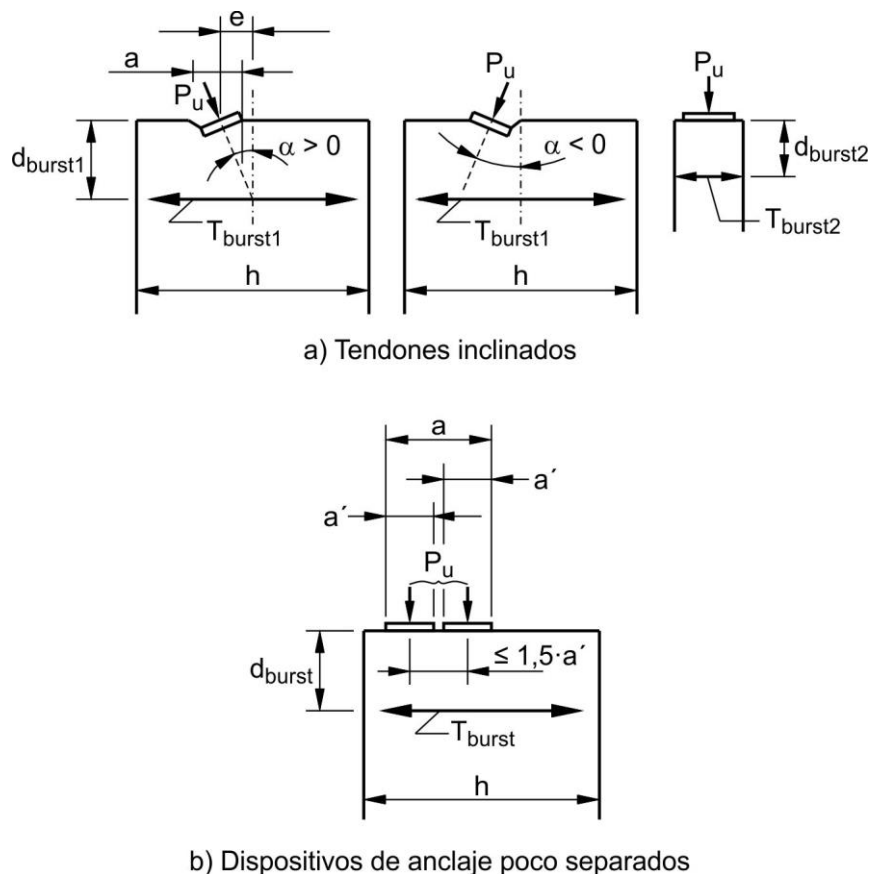 e
a
P_u
P_u
P_u
α > 0
α < 0
d_burst1
d_burst2
T_burst1
T_burst1
T_burst2
h
h
a) Tendones inclinados
a
a´
a´
P_u
d_burst
≤ 1,5·a´
T_burst
h
b) Dispositivos de anclaje poco separados